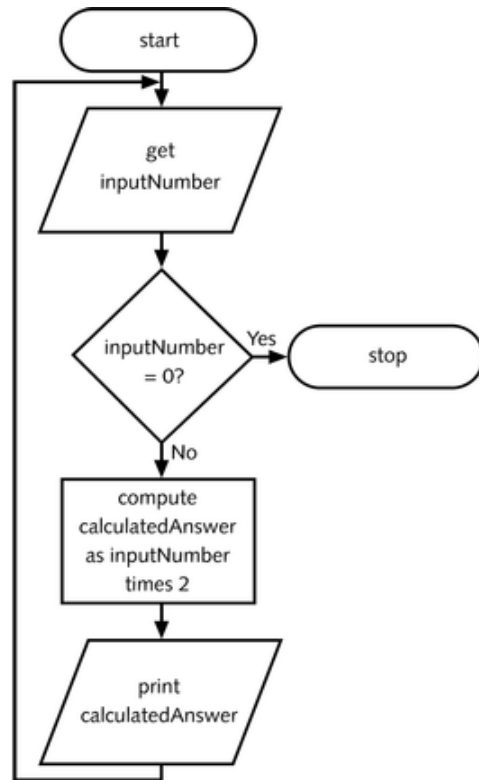 start
get
inputNumber
inputNumber
= 0?
Yes
stop
No
compute
calculatedAnswer
as inputNumber
times 2
print
calculatedAnswer